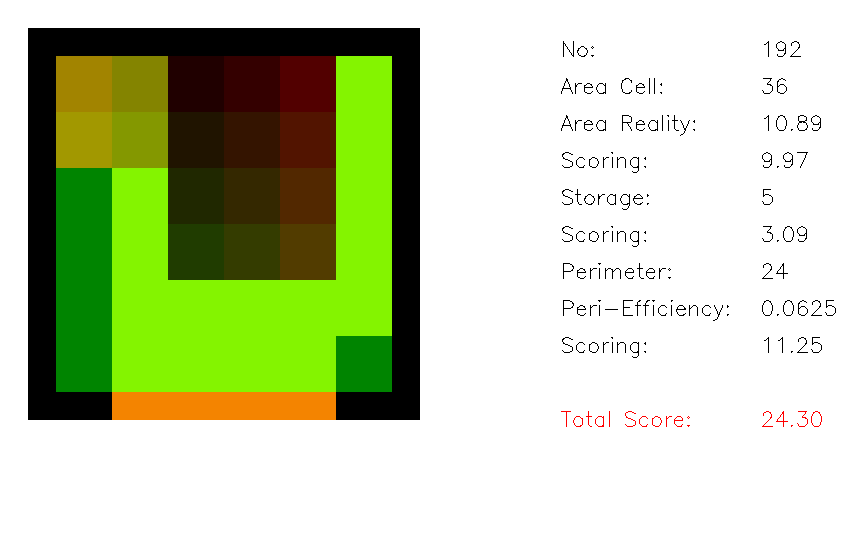 No: 192
Area Cell: 36
Area Reality: 10.89
Scoring: 9.97
Storage: 5
Scoring: 3.09
Perimeter: 24
Peri-Efficiency: 0.0625
Scoring: 11.25
Total Score: 24.30